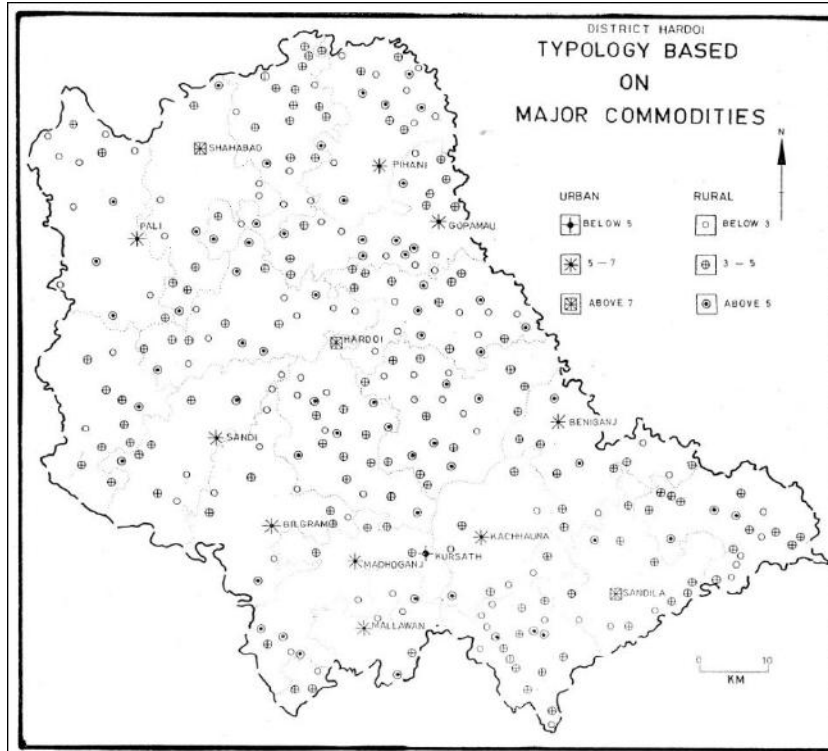 DISTRICT HARDOI
TYPOLOGY BASED
ON
MAJOR COMMODITIES
N
URBAN
BELOW 5
5 – 7
ABOVE 7
RURAL
BELOW 3
3 – 5
ABOVE 5
SHAHABAD
PIHANI
PALI
GOPAMAU
HARDOI
SANDI
BENIGANJ
BILGRAM
KACHHAUNA
MADHOGANJ
KURSATH
SANDILA
MALLAWAN
0 10
KM